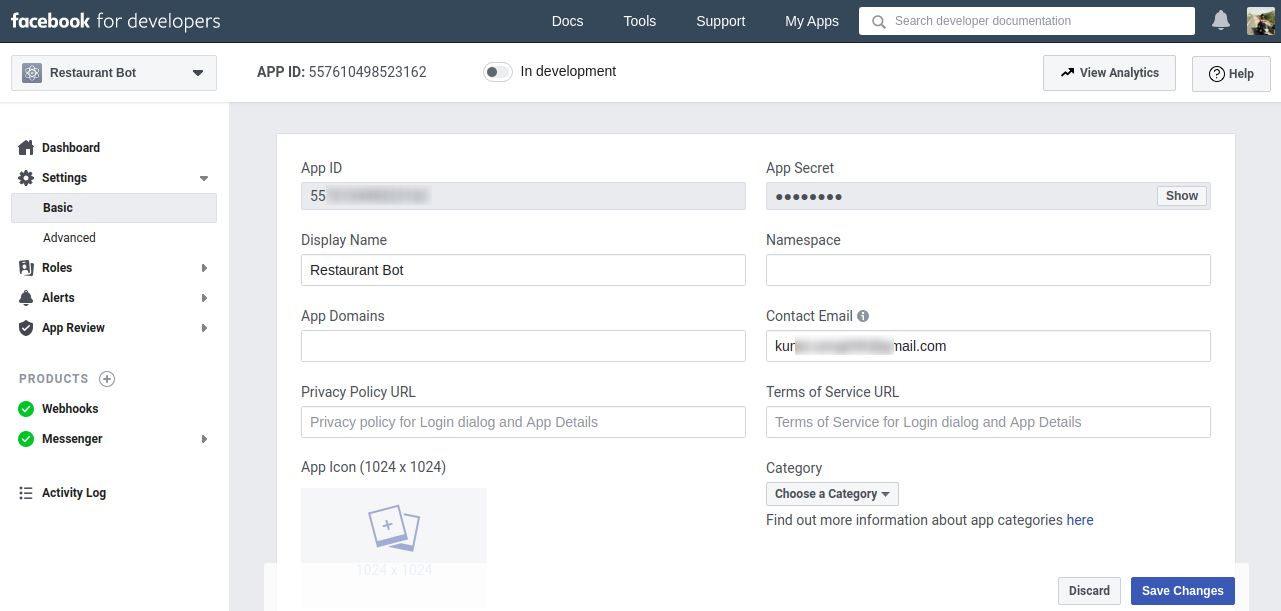 facebook for developers
Docs Tools Support My Apps Search developer documentation
Restaurant Bot
APP ID: 557610498523162
In development
View Analytics
Help
Dashboard
Settings
Basic
Advanced
Roles
Alerts
App Review
PRODUCTS
Webhooks
Messenger
Activity Log
App ID
55
App Secret
●●●●●●●●
Show
Display Name
Restaurant Bot
Namespace
App Domains
Contact Email
kun mail.com
Privacy Policy URL
Privacy policy for Login dialog and App Details
Terms of Service URL
Terms of Service for Login dialog and App Details
App Icon (1024 x 1024)
1024 x 1024
Category
Choose a Category
Find out more information about app categories here
Discard
Save Changes